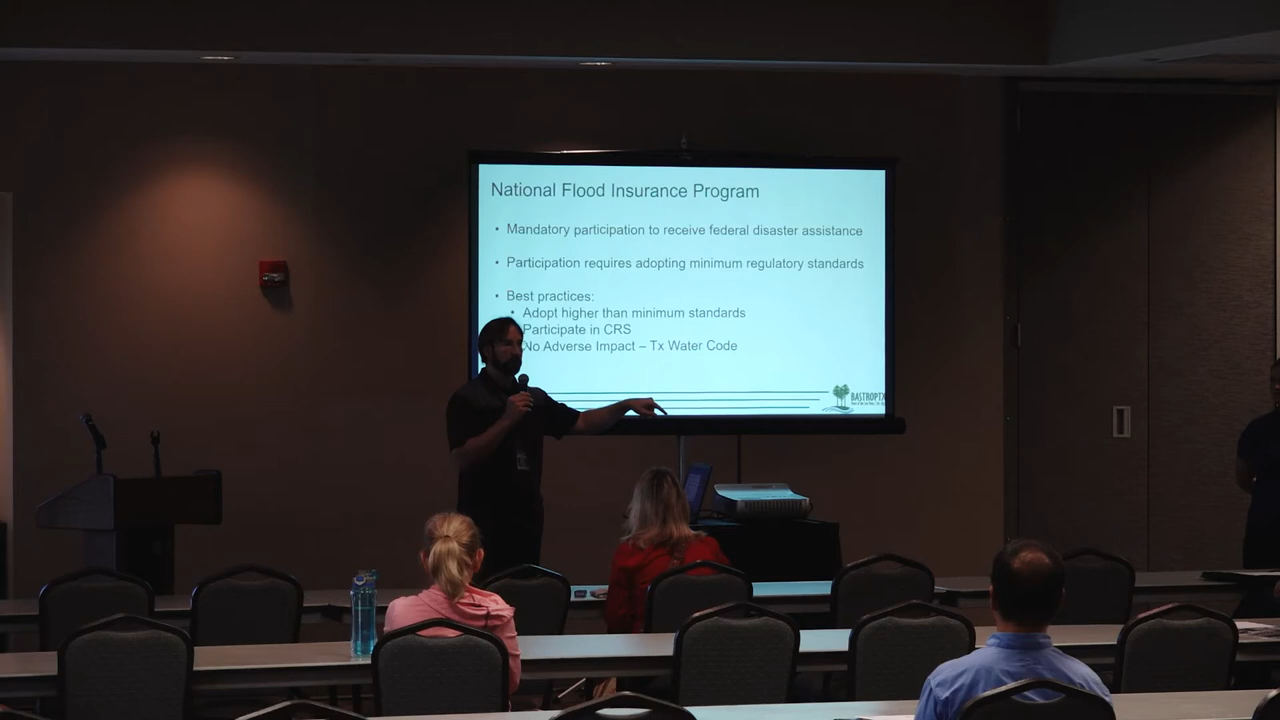 National Flood Insurance Program
• Mandatory participation to receive federal disaster assistance
• Participation requires adopting minimum regulatory standards
• Best practices:
• Adopt higher than minimum standards
Participate in CRS
No Adverse Impact – Tx Water Code
BASTROPTX